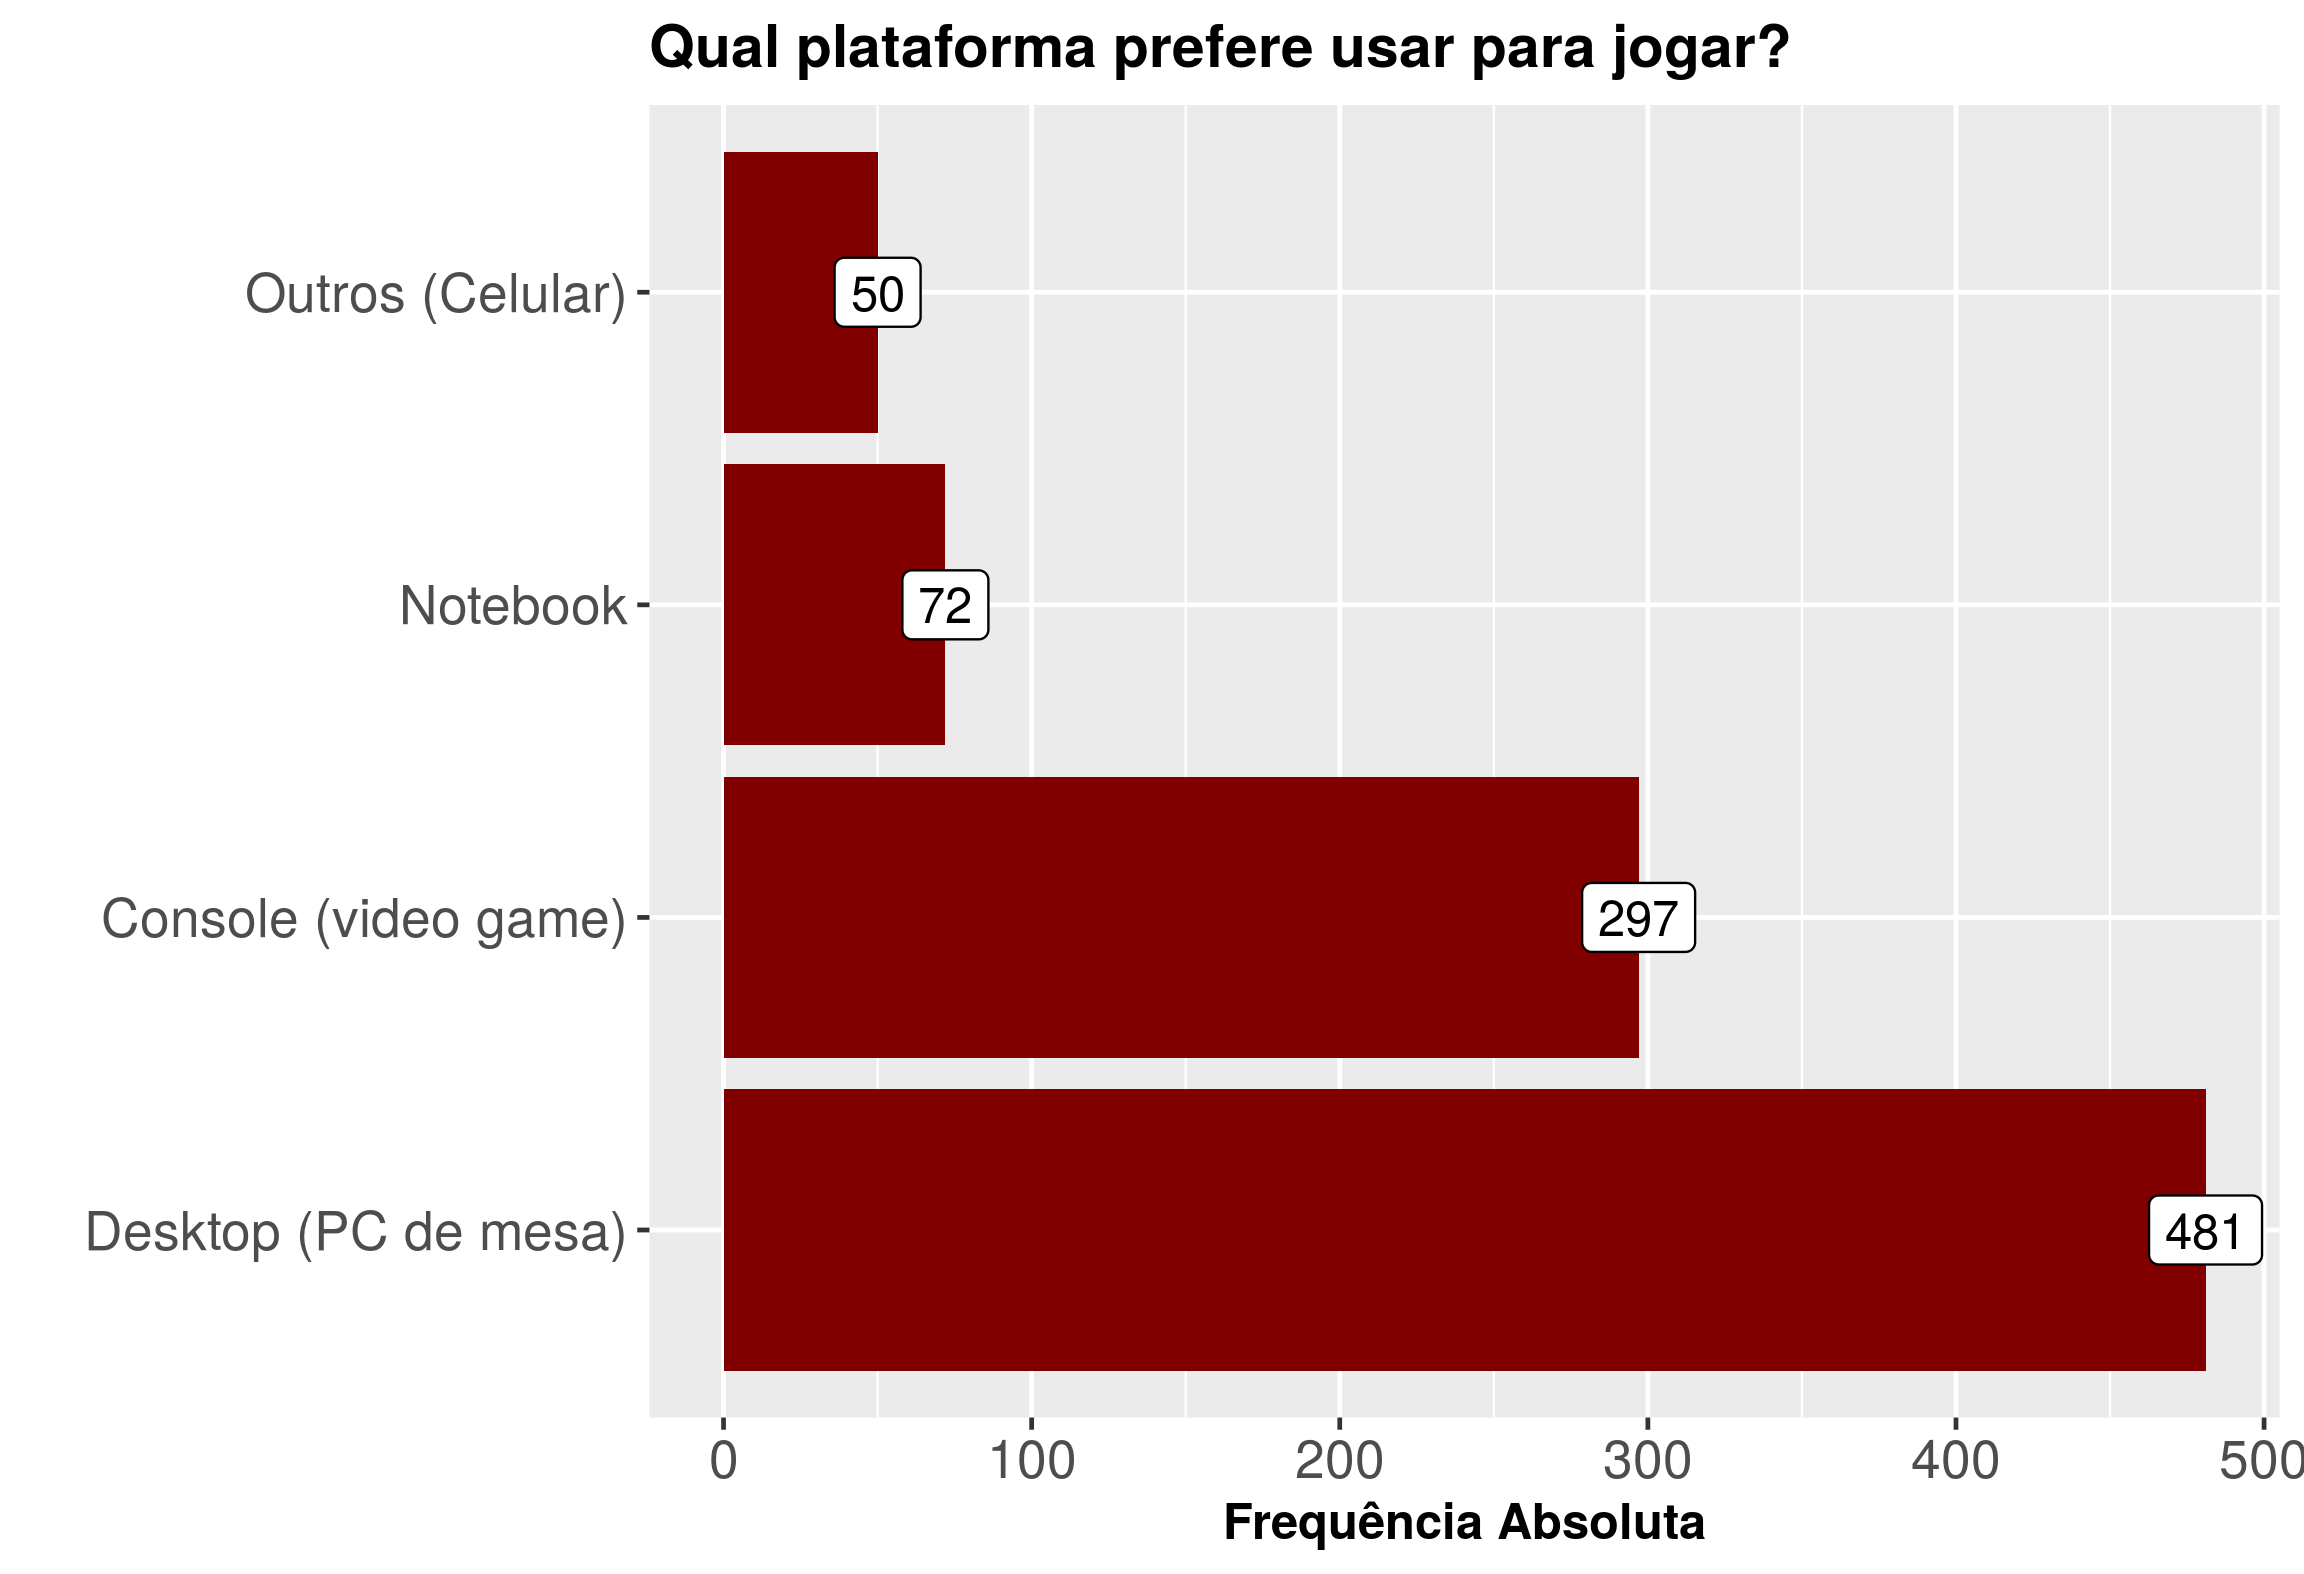 Qual plataforma prefere usar para jogar?
Outros (Celular)
50
Notebook
72
Console (video game)
297
Desktop (PC de mesa)
481
0 100 200 300 400 500
Frequência Absoluta